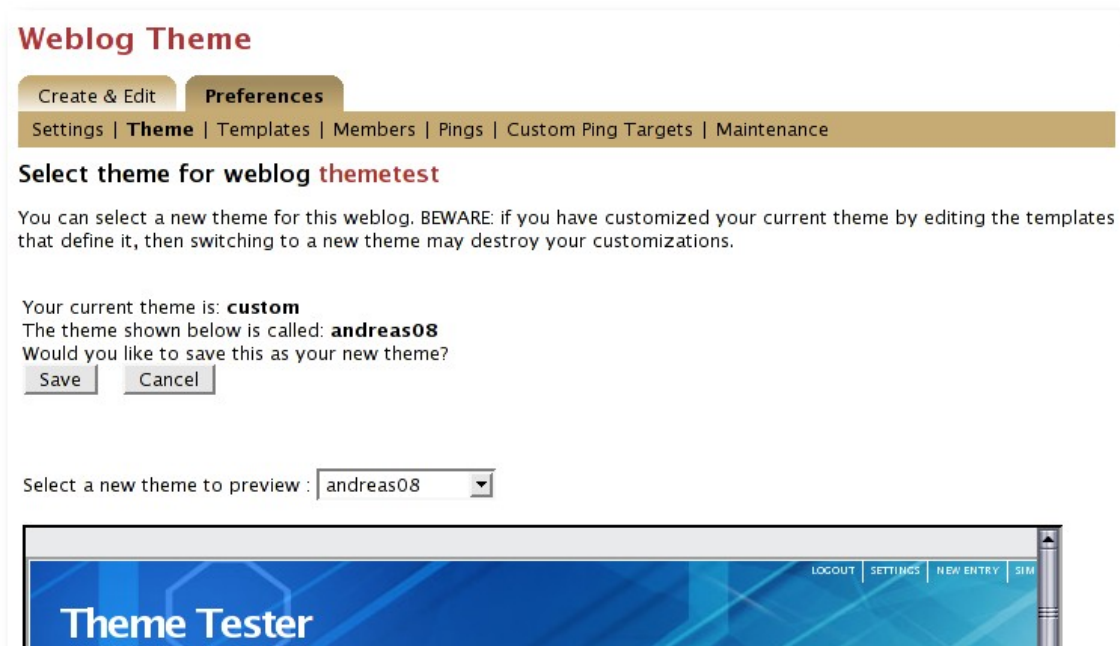 Weblog Theme
Create & Edit Preferences
Settings | Theme | Templates | Members | Pings | Custom Ping Targets | Maintenance
Select theme for weblog themetest
You can select a new theme for this weblog. BEWARE: if you have customized your current theme by editing the templates
that define it, then switching to a new theme may destroy your customizations.
Your current theme is: custom
The theme shown below is called: andreas08
Would you like to save this as your new theme?
Save Cancel
Select a new theme to preview : andreas08
LOGOUT | SETTINGS | NEW ENTRY | SIM
Theme Tester